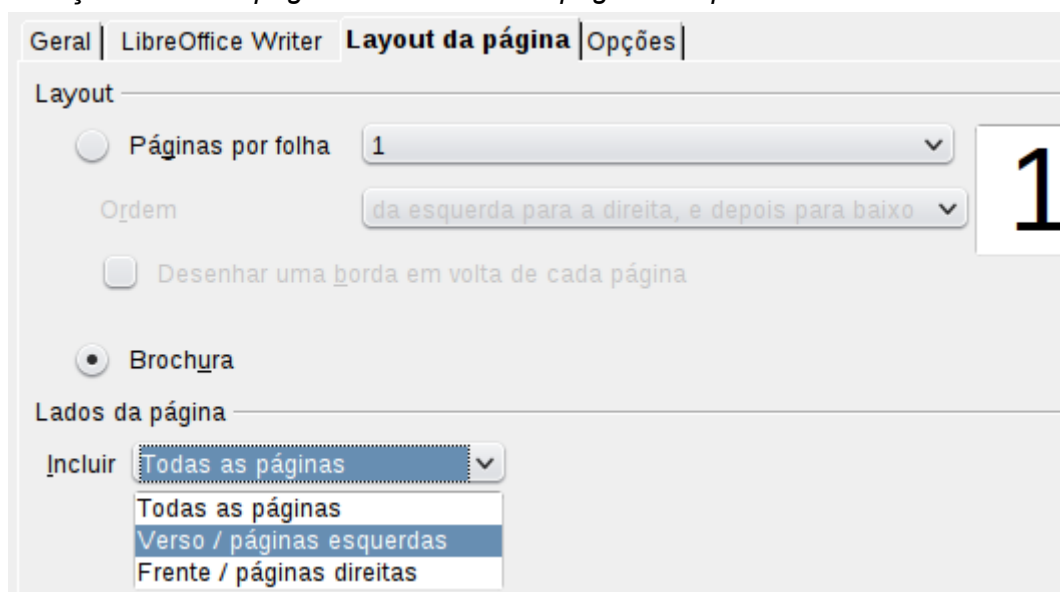 Geral LibreOffice Writer Layout da página Opções
Layout
Páginas por folha 1
1
Ordem da esquerda para a direita, e depois para baixo
Desenhar uma borda em volta de cada página
Brochura
Lados da página
Incluir Todas as páginas
Todas as páginas
Verso / páginas esquerdas
Frente / páginas direitas